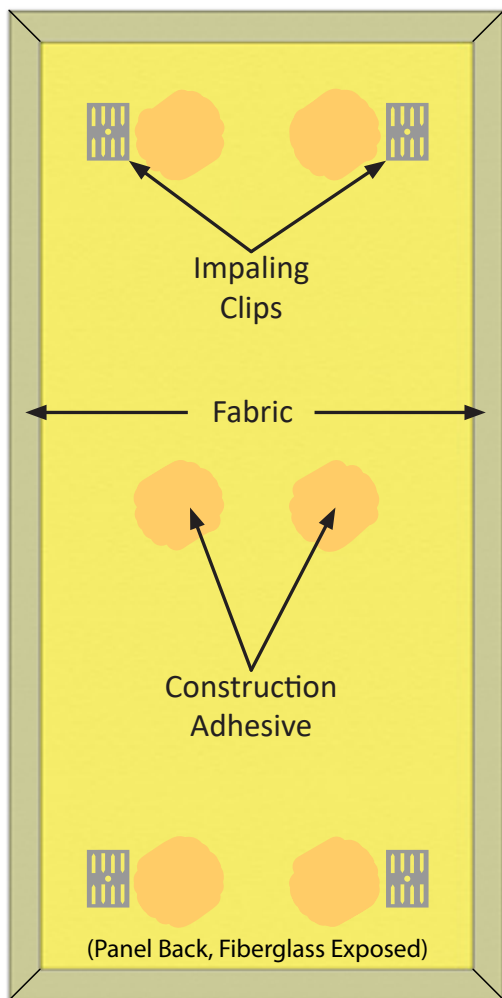 Impaling
Clips
Fabric
Construction
Adhesive
(Panel Back, Fiberglass Exposed)